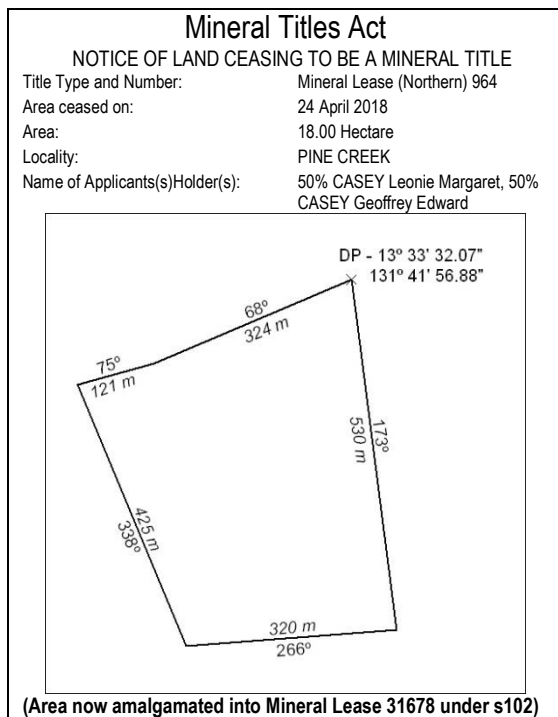 Mineral Titles Act
NOTICE OF LAND CEASING TO BE A MINERAL TITLE
Title Type and Number: Mineral Lease (Northern) 964
Area ceased on: 24 April 2018
Area: 18.00 Hectare
Locality: PINE CREEK
Name of Applicants(s)Holder(s): 50% CASEY Leonie Margaret, 50%
CASEY Geoffrey Edward
DP - 13º 33' 32.07"
131º 41' 56.88"
68º
324 m
75º
121 m
173º
530 m
425 m
338º
320 m
266º
(Area now amalgamated into Mineral Lease 31678 under s102)